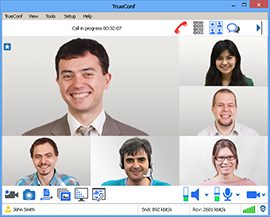 TrueConf
TrueConf View Tools Setup Help
Call in progress 00:32:07
John Smith Snd: 892 kbit/s Rcv: 2601 kbit/s